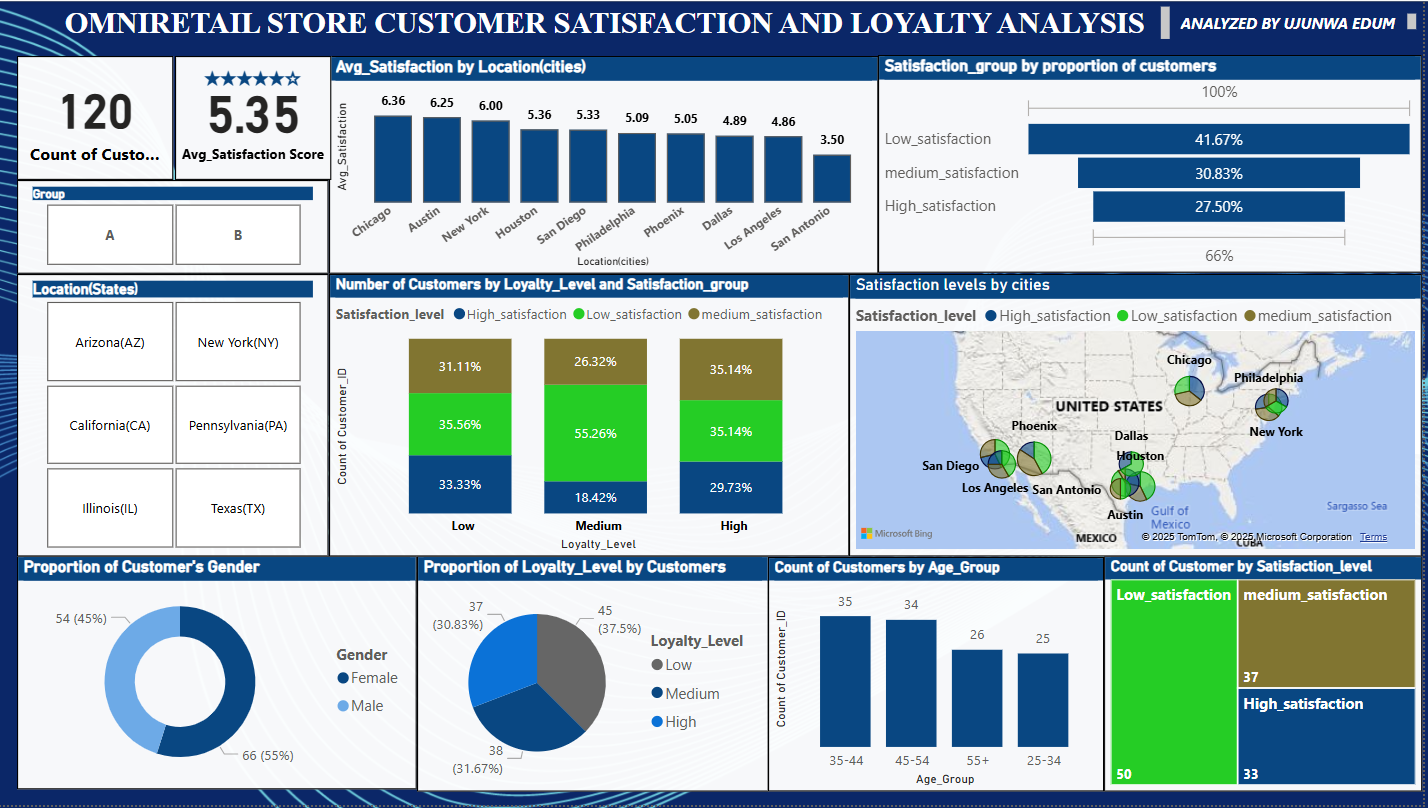 OMNIRETAIL STORE CUSTOMER SATISFACTION AND LOYALTY ANALYSIS
ANALYZED BY UJUNWA EDUM
120
Count of Custo...
5.35
Avg_Satisfaction Score
Group
A
B
Location(States)
Arizona(AZ)
New York(NY)
California(CA)
Pennsylvania(PA)
Illinois(IL)
Texas(TX)
Avg_Satisfaction by Location(cities)
Avg_Satisfaction
6.36
6.25
6.00
5.36
5.33
5.09
5.05
4.89
4.86
3.50
Chicago
Austin
New York
Houston
San Diego
Philadelphia
Phoenix
Dallas
Los Angeles
San Antonio
Location(cities)
Satisfaction_group by proportion of customers
100%
Low_satisfaction
41.67%
medium_satisfaction
30.83%
High_satisfaction
27.50%
66%
Number of Customers by Loyalty_Level and Satisfaction_group
Satisfaction_level High_satisfaction Low_satisfaction medium_satisfaction
Count of Customer_ID
31.11%
26.32%
35.14%
35.56%
55.26%
35.14%
33.33%
18.42%
29.73%
Low
Medium
High
Loyalty_Level
Satisfaction levels by cities
Satisfaction_level High_satisfaction Low_satisfaction medium_satisfaction
Chicago
Philadelphia
UNITED STATES
New York
Phoenix
Dallas
Houston
San Diego
Los Angeles
San Antonio
Austin
Gulf of
Mexico
Sargasso Sea
MEXICO
CUBA
Microsoft Bing
© 2025 TomTom, © 2025 Microsoft Corporation Terms
Proportion of Customer's Gender
54 (45%)
66 (55%)
Gender
Female
Male
Proportion of Loyalty_Level by Customers
37
(30.83%)
45
(37.5%)
38
(31.67%)
Loyalty_Level
Low
Medium
High
Count of Customers by Age_Group
Count of Customer_ID
35
34
26
25
35-44
45-54
55+
25-34
Age_Group
Count of Customer by Satisfaction_level
Low_satisfaction
50
medium_satisfaction
37
High_satisfaction
33